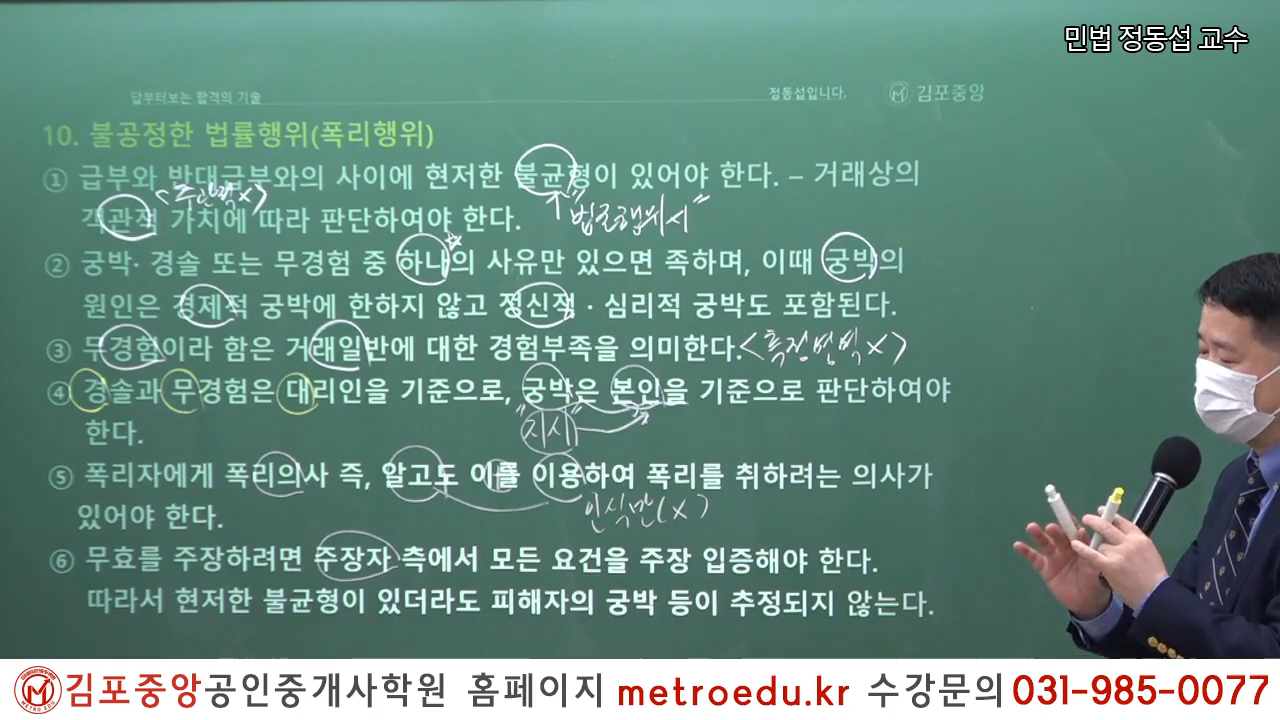 민법 정동섭 교수
답부터보는 합격의 기술
정동섭입니다.
김포중앙
10. 불공정한 법률행위(폭리행위)
① 급부와 반대급부와의 사이에 현저한 불균형이 있어야 한다. – 거래상의
<주관적×>
객관적 가치에 따라 판단하여야 한다.
"법률행위시"
② 궁박· 경솔 또는 무경험 중 하나의 사유만 있으면 족하며, 이때 궁박의
원인은 경제적 궁박에 한하지 않고 정신적 · 심리적 궁박도 포함된다.
③ 무경험이라 함은 거래일반에 대한 경험부족을 의미한다.
<특정영역×>
④ 경솔과 무경험은 대리인을 기준으로, 궁박은 본인을 기준으로 판단하여야
한다.
⑤ 폭리자에게 폭리의사 즉, 알고도 이를 이용하여 폭리를 취하려는 의사가
인식만(×)
있어야 한다.
⑥ 무효를 주장하려면 주장자 측에서 모든 요건을 주장 입증해야 한다.
따라서 현저한 불균형이 있더라도 피해자의 궁박 등이 추정되지 않는다.
METRO EDU
김포중앙공인중개사학원 홈페이지 metroedu.kr 수강문의 031-985-0077